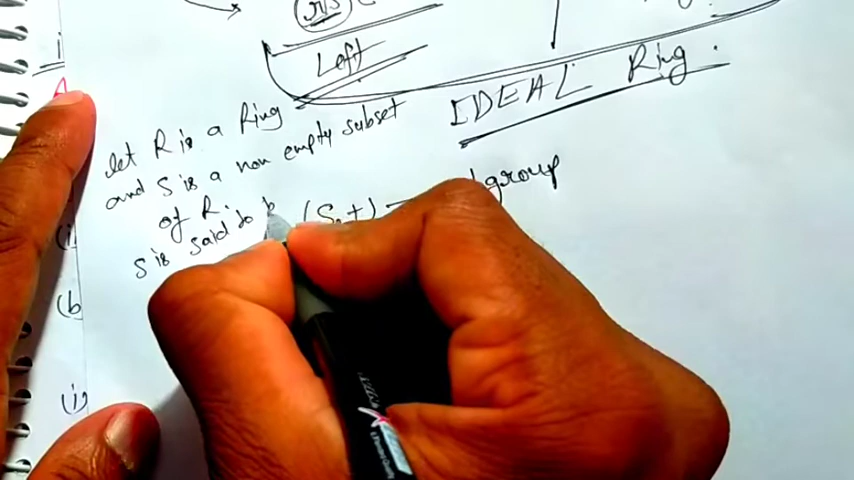 Left
IDEAL Ring.
let R is a Ring
and S is a non empty subset
of R.
S is said to b
(S, +)
group
(b